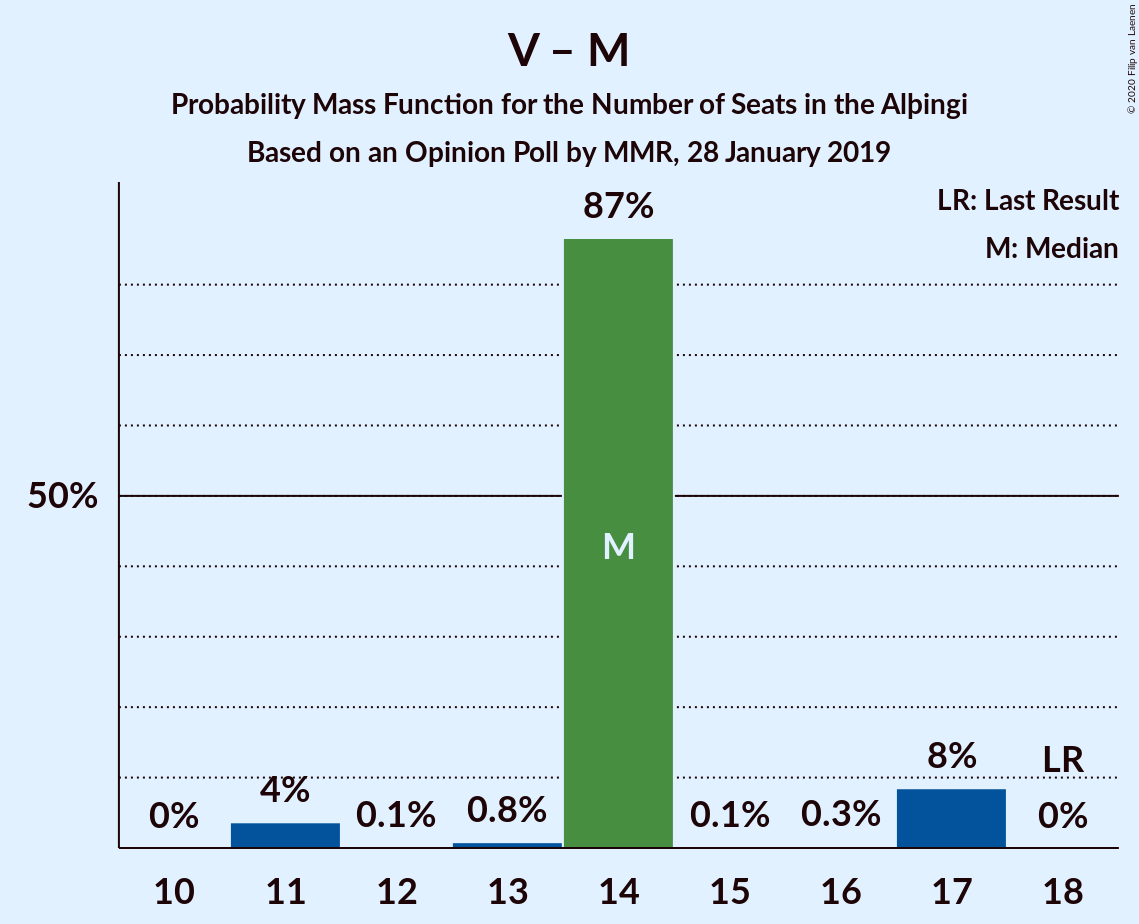 V – M
Probability Mass Function for the Number of Seats in the Alþingi
Based on an Opinion Poll by MMR, 28 January 2019
© 2020 Filip van Laenen
LR: Last Result
M: Median
87%
50%
M
0%
4%
0.1%
0.8%
0.1%
0.3%
8%
LR
0%
10 11 12 13 14 15 16 17 18